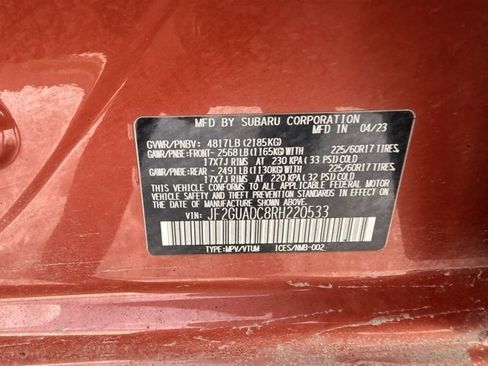 MFD BY SUBARU CORPORATION
IN 04/23
GVWR/PNBV: 4817LB(2185KG)
GAWR/PNBE:FRONT-2568LB(1165KG)WITH 225/60R17 TIRES,
17X7J RIMS AT 230 KPA(33 PSI)COLD
GAWR/PNBE:REAR -2491LB(1130KG)WITH 225/60R17 TIRES,
17X7J RIMS AT 220 KPA(32 PSI)COLD
THIS VEHICLE CONFORMS TO ALL APPLICABLE FEDERAL MOTOR
VEHICLE SAFETY AND THEFT PREVENTION STANDARDS IN
EFFECT ON THE DATE OF MANUFACTURE SHOWN ABOVE.
VIN: JF2GUADC8RH220533
TYPE:MPV/VTUM ICES/NMB-002